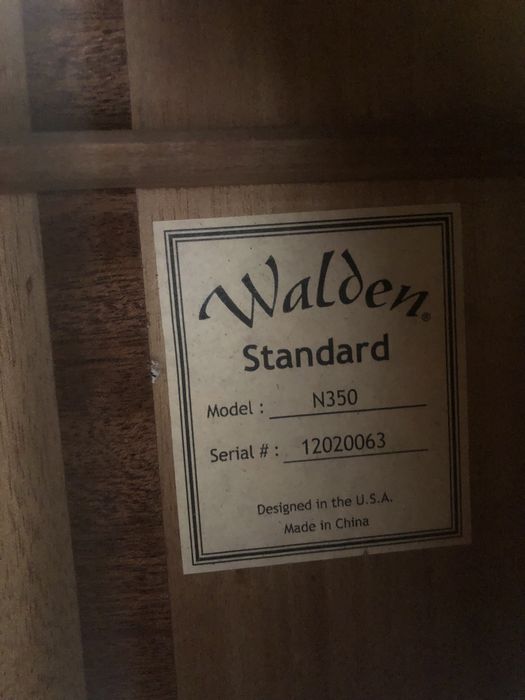 Walden®
Standard
Model : N350
Serial # : 12020063
Designed in the U.S.A.
Made in China